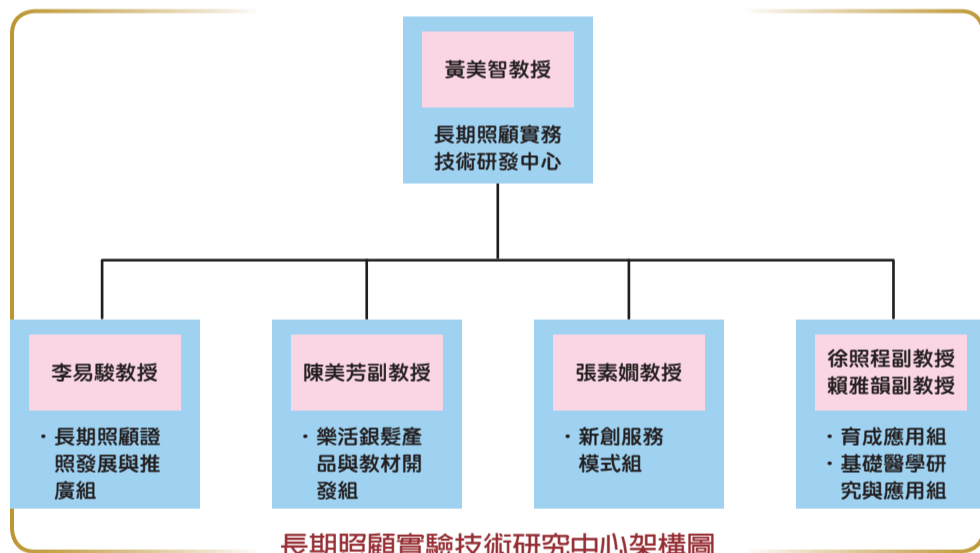 黃美智教授
長期照顧實務
技術研發中心
李易駿教授
・長期照顧證
照發展與推
廣組
陳美芳副教授
・樂活銀髮產
品與教材開
發組
張素嫺教授
・新創服務
模式組
徐照程副教授
賴雅韻副教授
・育成應用組
・基礎醫學研
究與應用組
長期照顧實驗技術研究中心架構圖